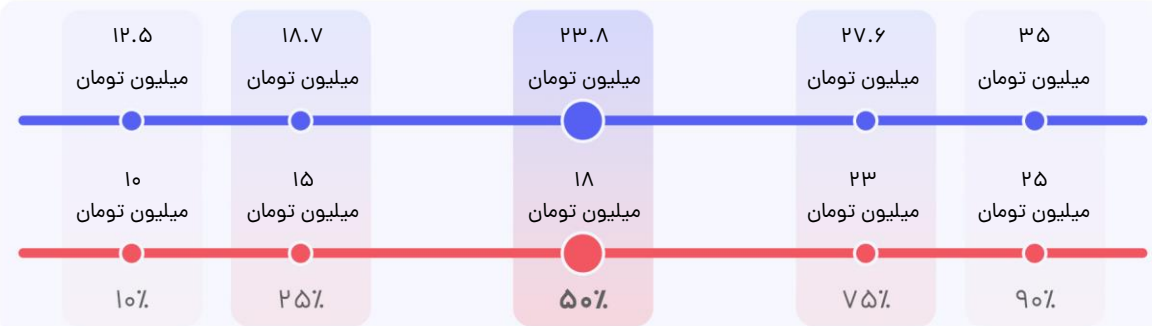 ۱۲.۵ ۱۸.۷ ۲۳.۸ ۲۷.۶ ۳۵
میلیون تومان میلیون تومان میلیون تومان میلیون تومان میلیون تومان
۱۰ ۱۵ ۱۸ ۲۳ ۲۵
میلیون تومان میلیون تومان میلیون تومان میلیون تومان میلیون تومان
۱۰٪ ۲۵٪ ۵۰٪ ۷۵٪ ۹۰٪